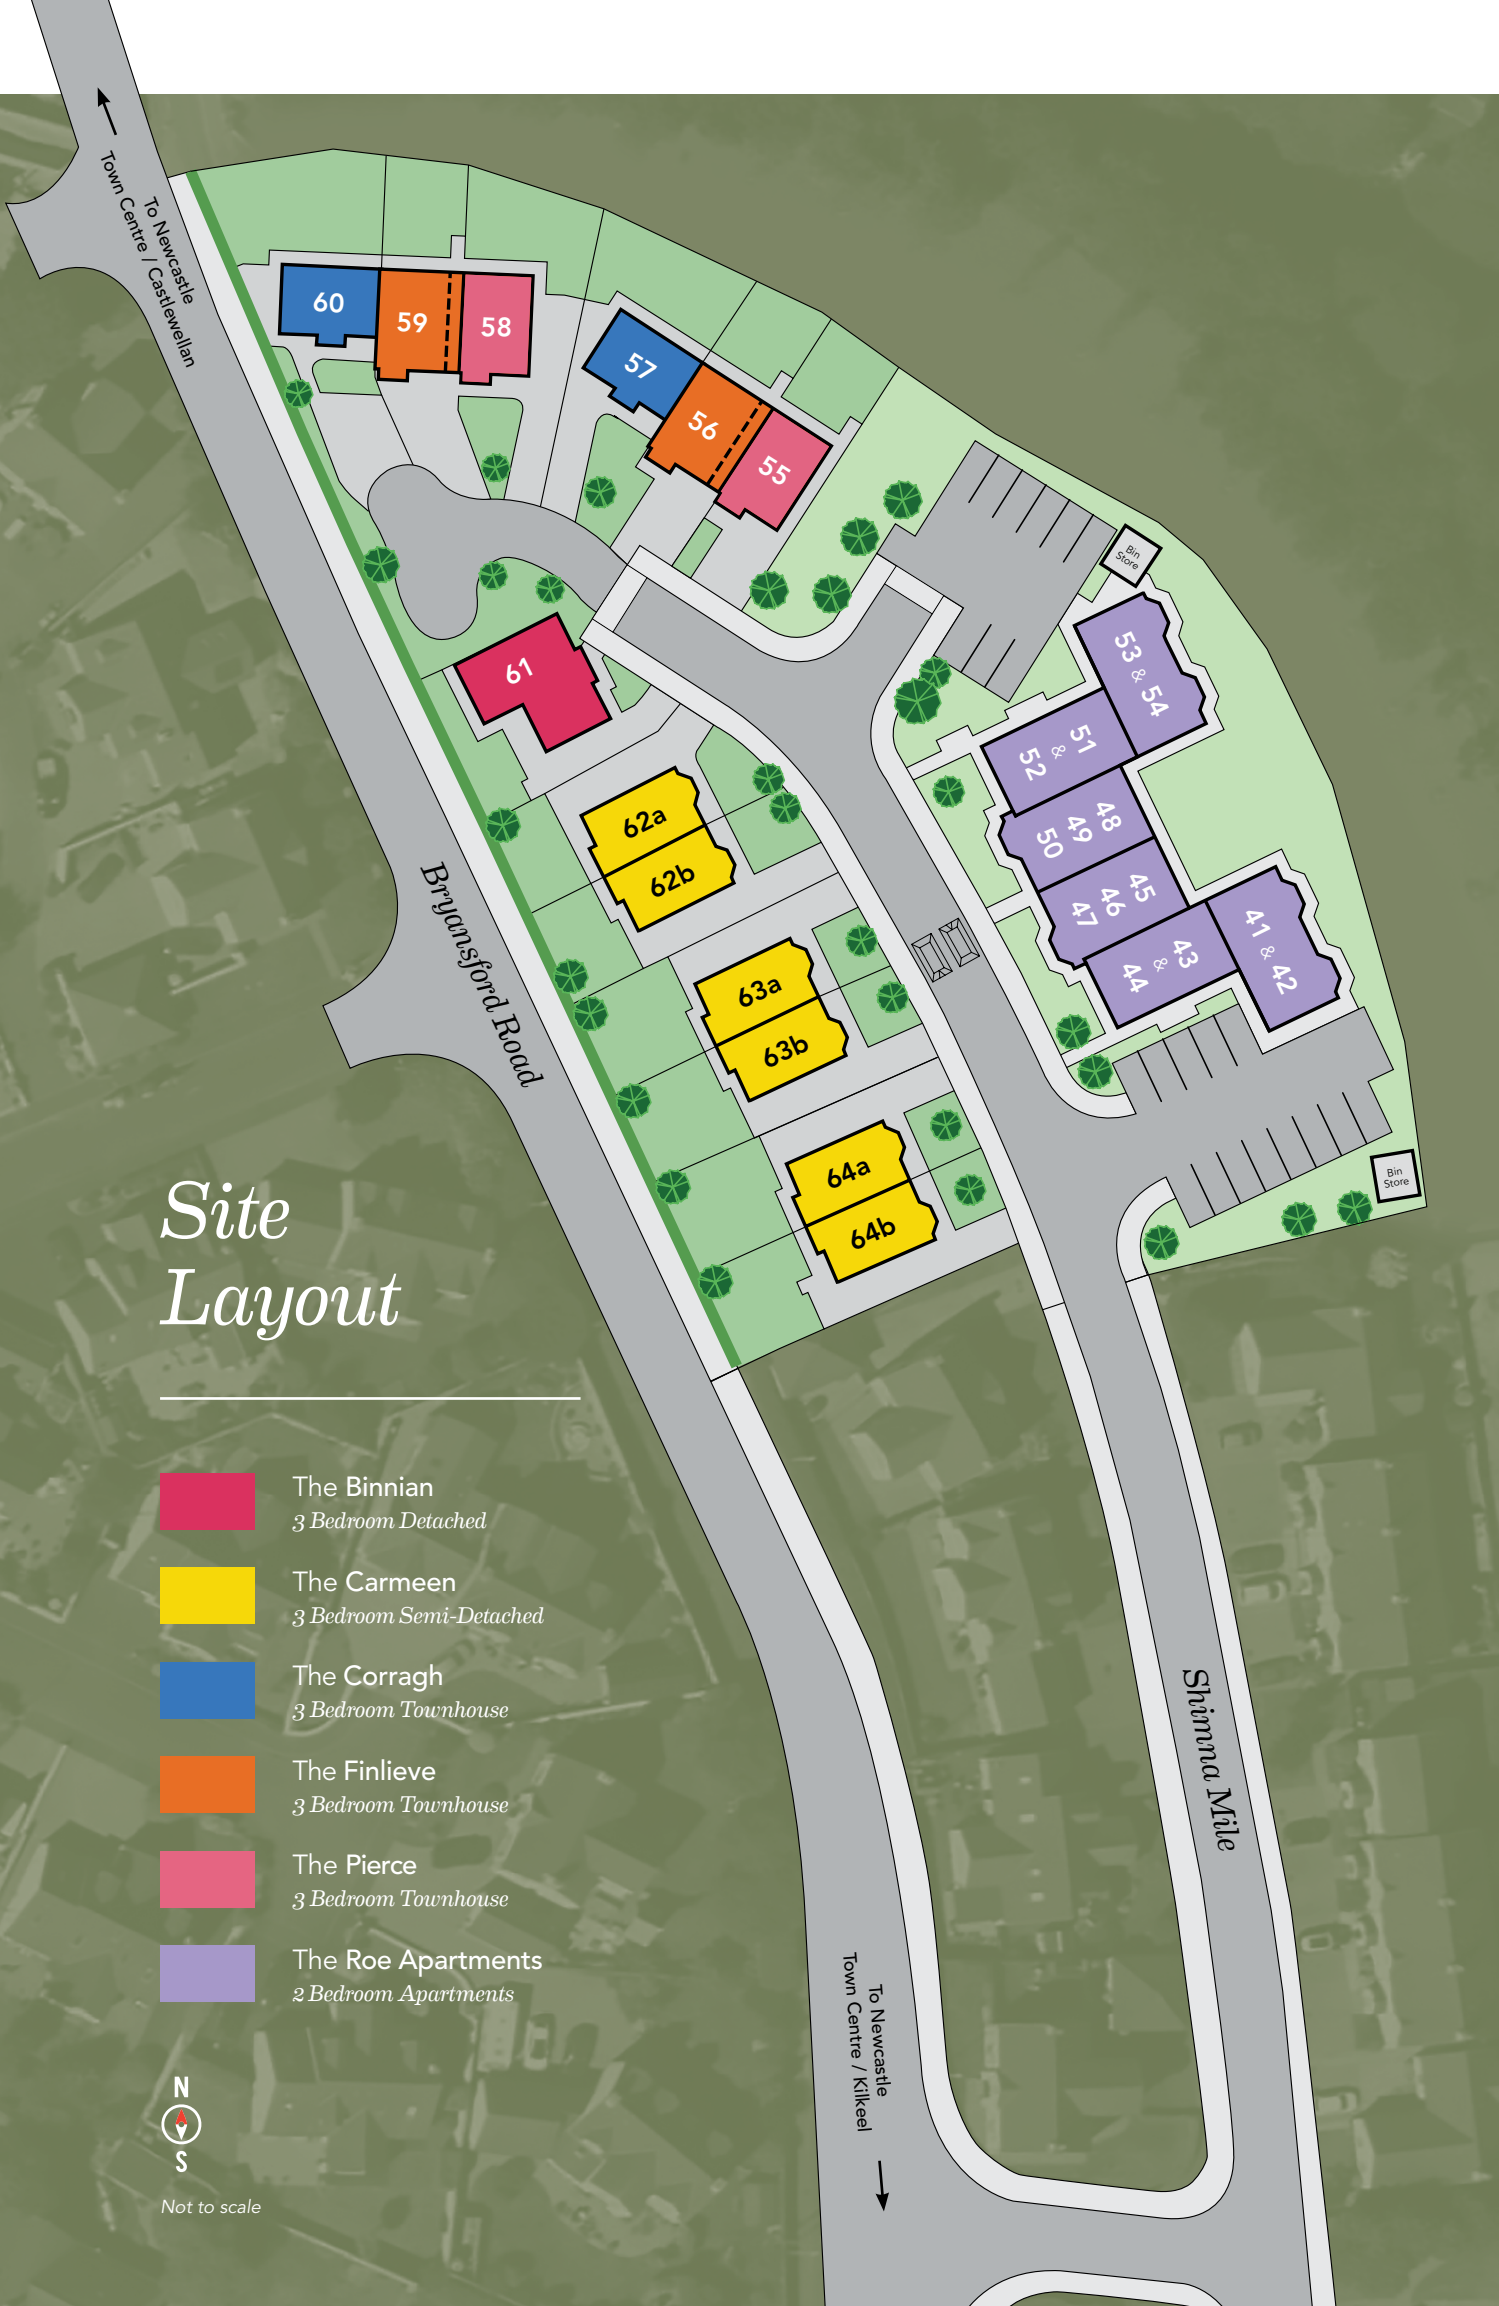 To Newcastle
Town Centre / Castlewellan
60
59
58
57
56
55
Bin
Store
53 & 54
61
51 & 52
62a
62b
48
49
50
45
46
47
41 & 42
43 & 44
63a
63b
Bryansford Road
64a
64b
Bin
Store
Site
Layout
The Binnian
3 Bedroom Detached
The Carmeen
3 Bedroom Semi-Detached
The Corragh
3 Bedroom Townhouse
The Finlieve
3 Bedroom Townhouse
The Pierce
3 Bedroom Townhouse
The Roe Apartments
2 Bedroom Apartments
Shimna Mile
To Newcastle
Town Centre / Kilkeel
N
S
Not to scale